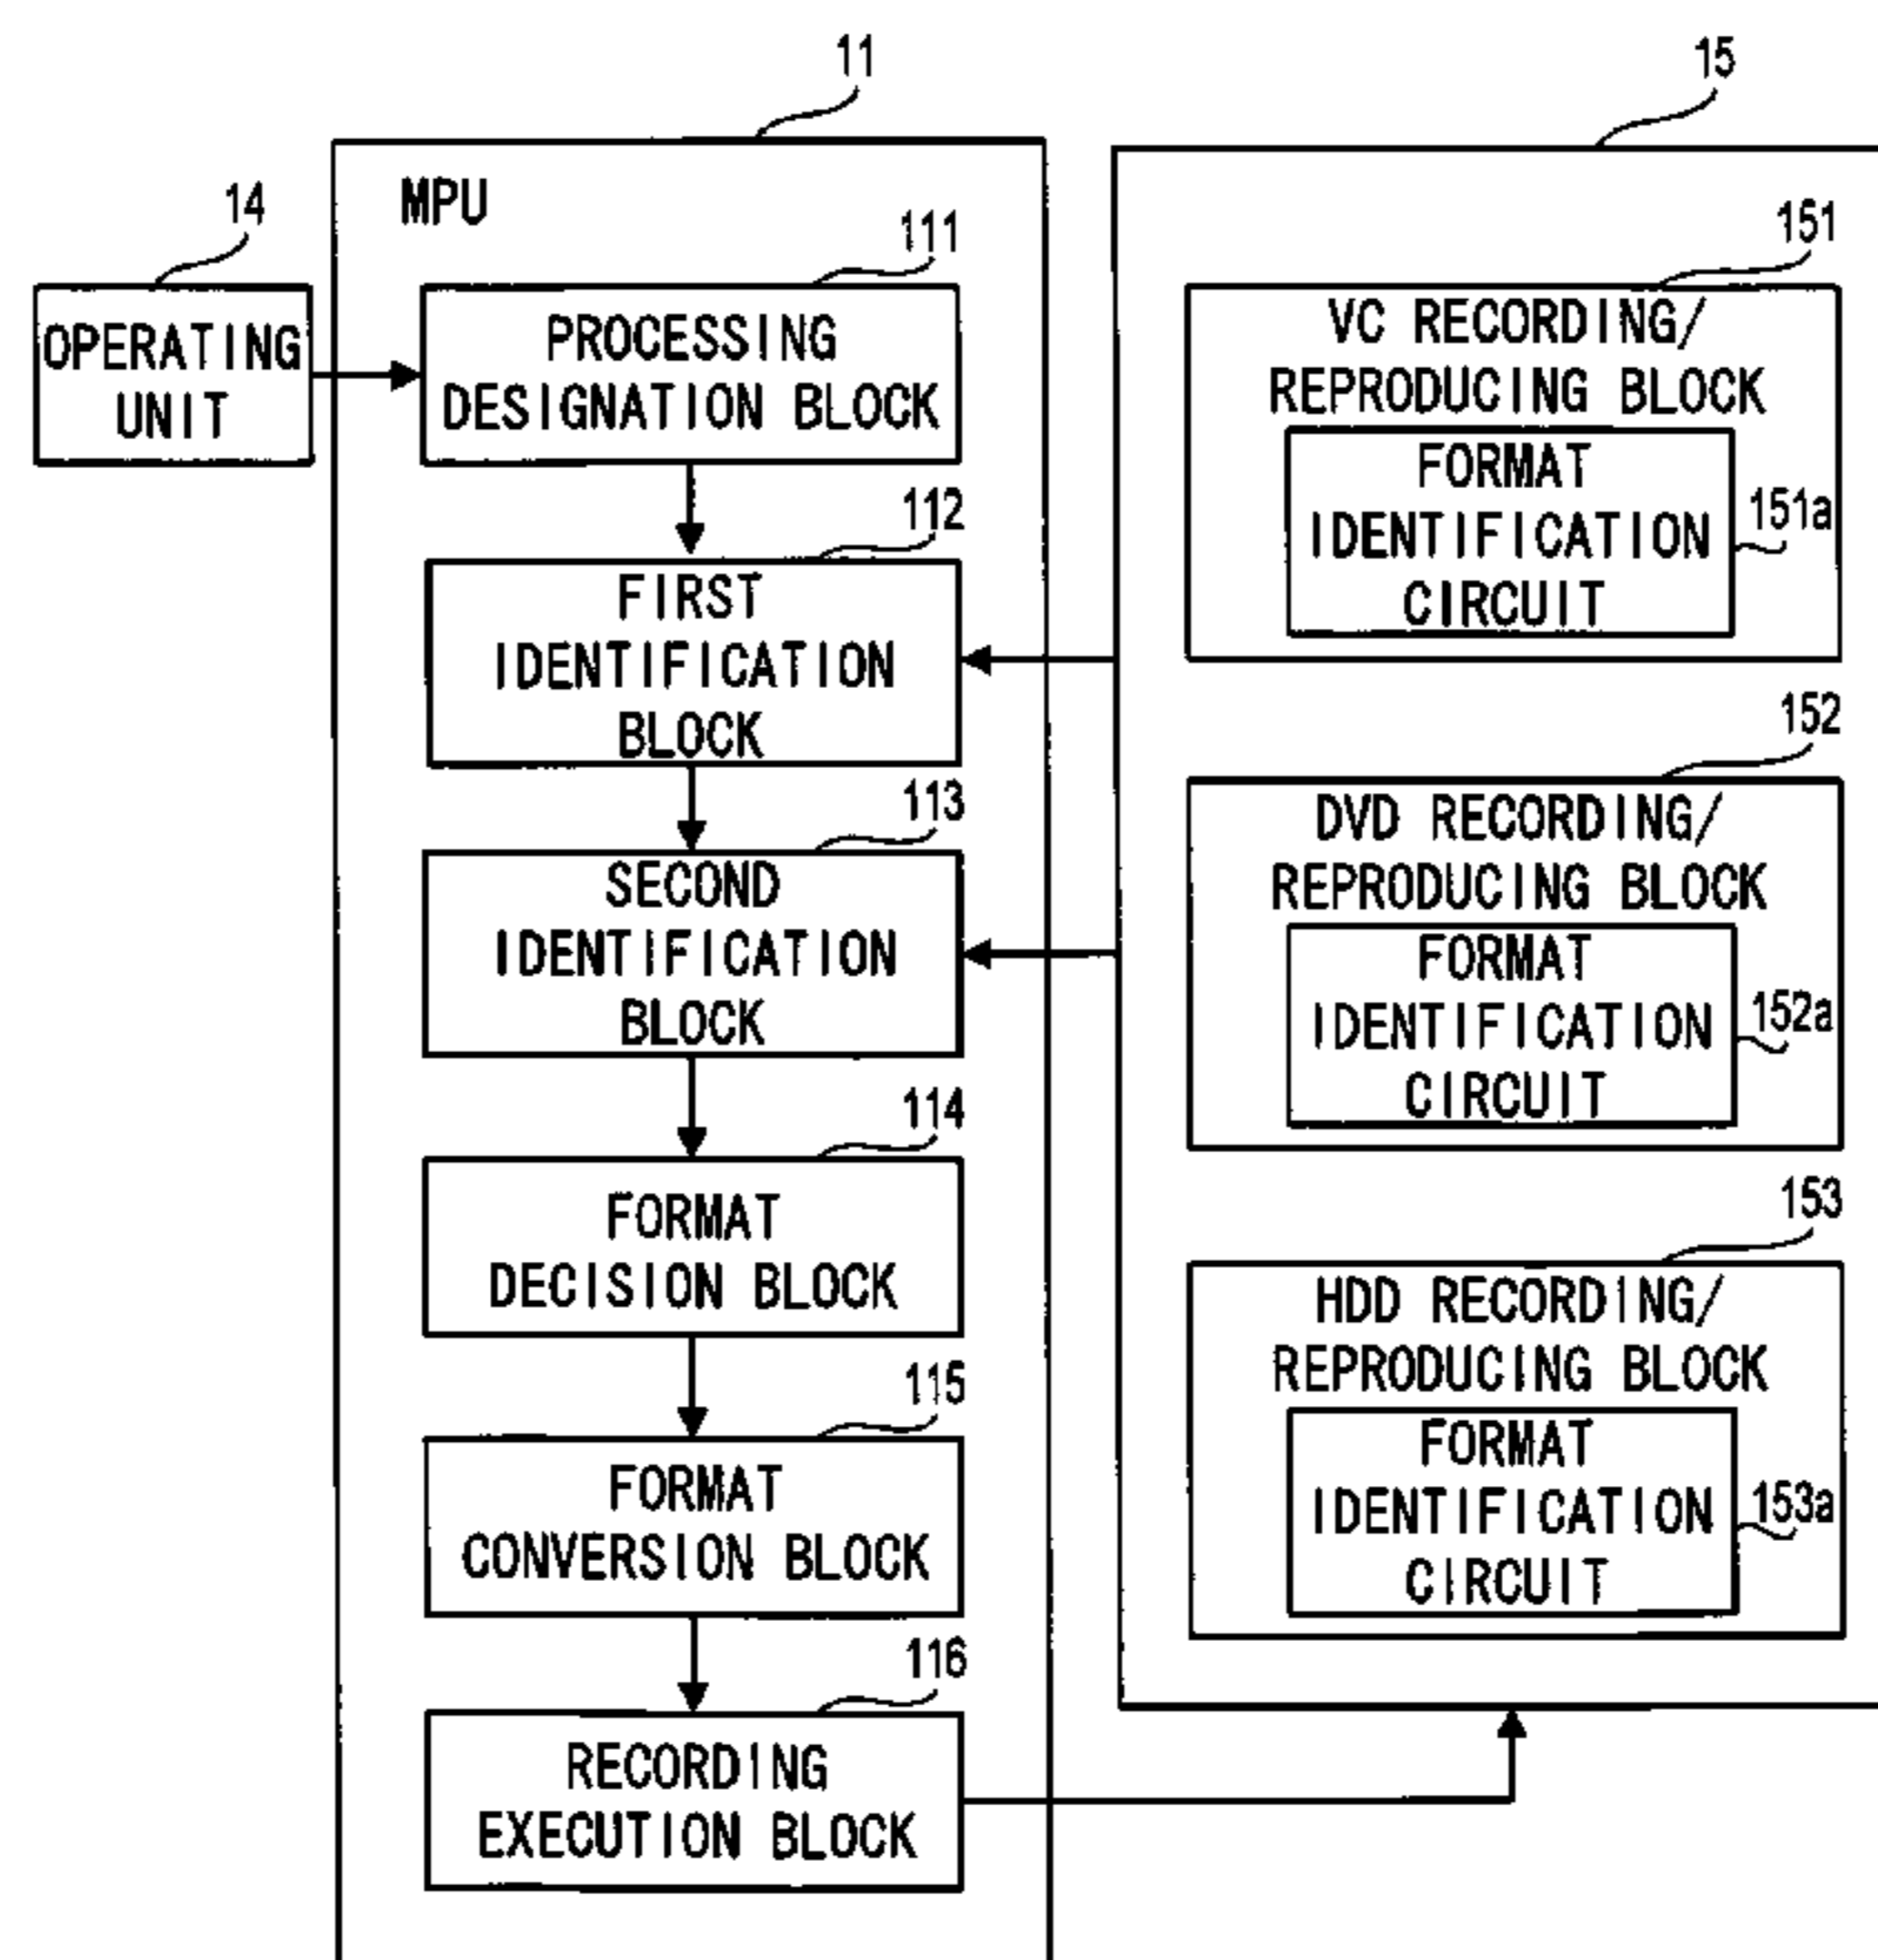 11
15
MPU
14
111
151
OPERATING
UNIT
PROCESSING
DESIGNATION BLOCK
VC RECORDING/
REPRODUCING BLOCK
FORMAT
IDENTIFICATION
CIRCUIT
151a
112
FIRST
IDENTIFICATION
BLOCK
152
113
DVD RECORDING/
REPRODUCING BLOCK
SECOND
IDENTIFICATION
BLOCK
FORMAT
IDENTIFICATION
CIRCUIT
152a
114
FORMAT
DECISION BLOCK
153
HDD RECORDING/
REPRODUCING BLOCK
115
FORMAT
CONVERSION BLOCK
FORMAT
IDENTIFICATION
CIRCUIT
153a
116
RECORDING
EXECUTION BLOCK